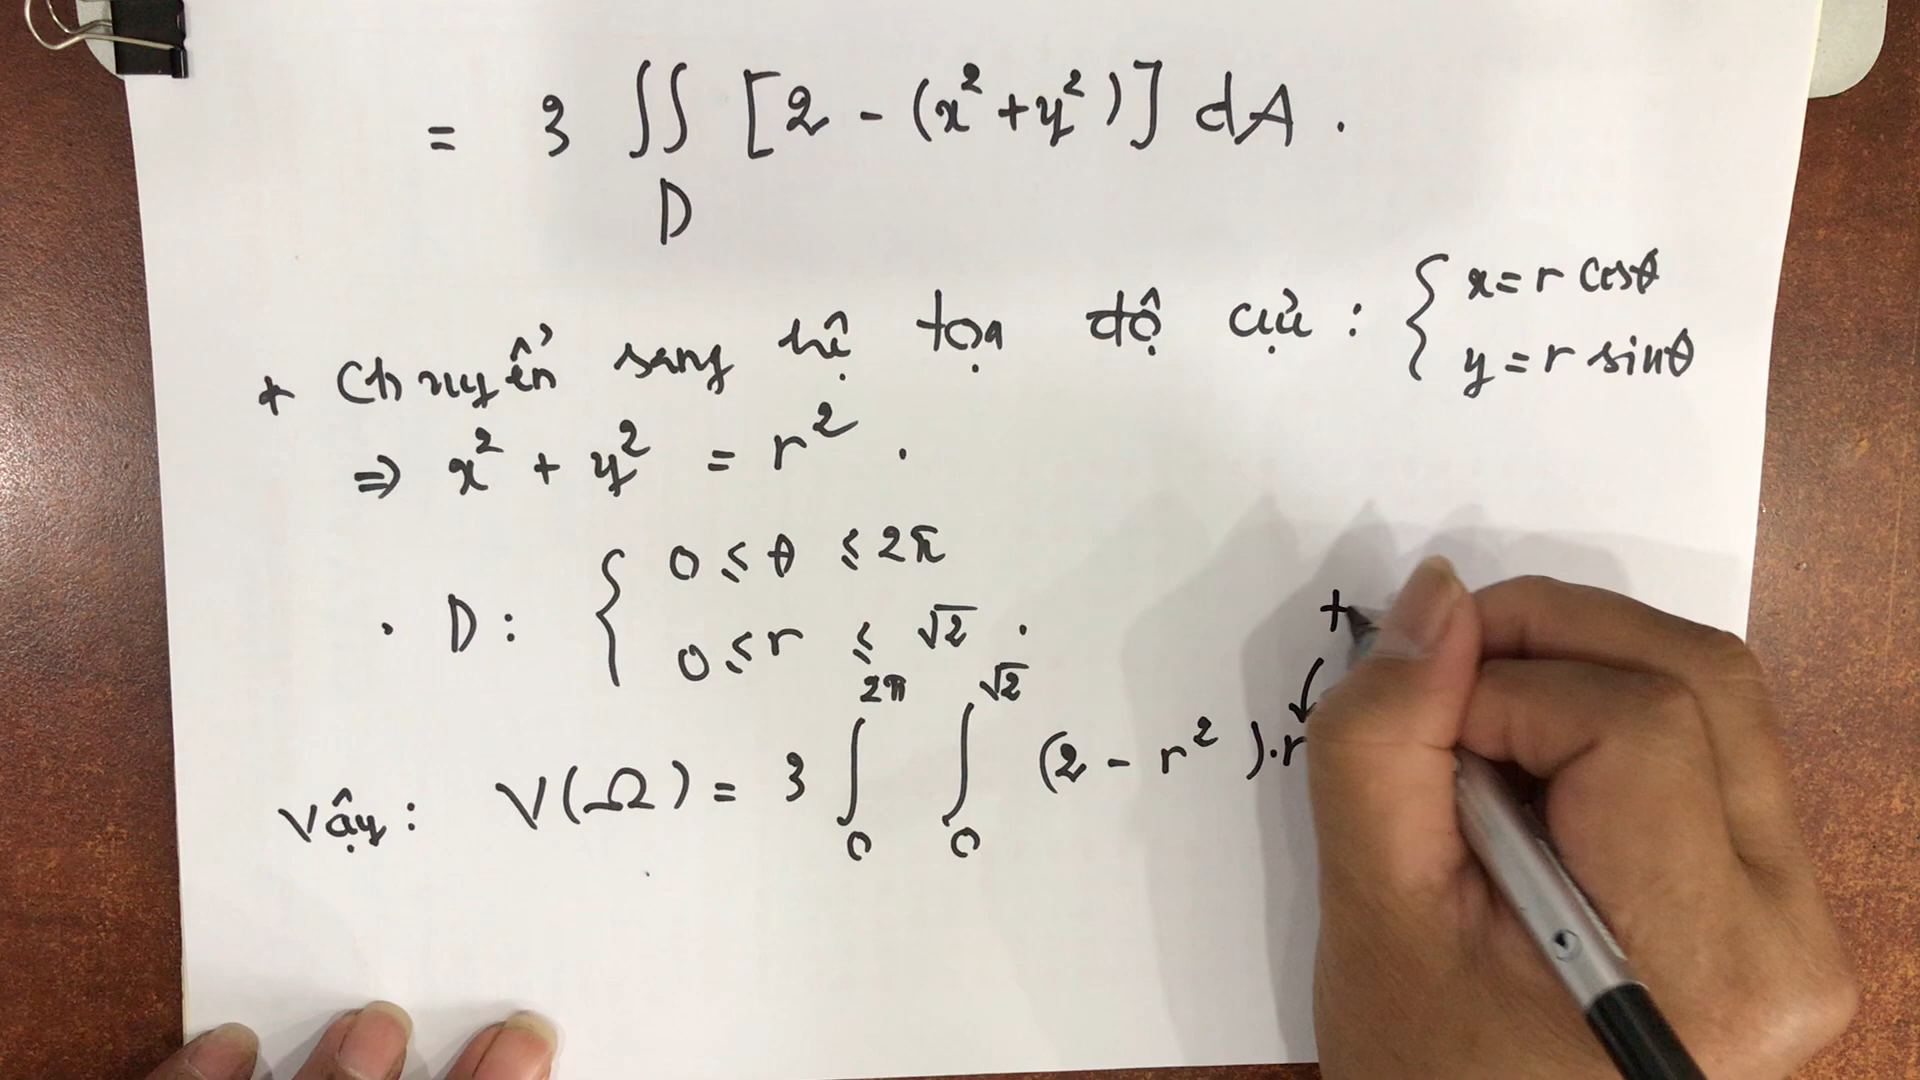 = 3 ∬ [2 - (x² + y²)] dA .
D
+ Chuyển sang hệ tọa độ cực : { x = r cosθ
y = r sinθ
⇒ x² + y² = r² .
. D : { 0 ≤ θ ≤ 2π
0 ≤ r ≤ √2 .
Vậy : V(Ω) = 3 ∫₀^2π ∫₀^√2 (2 - r²).r